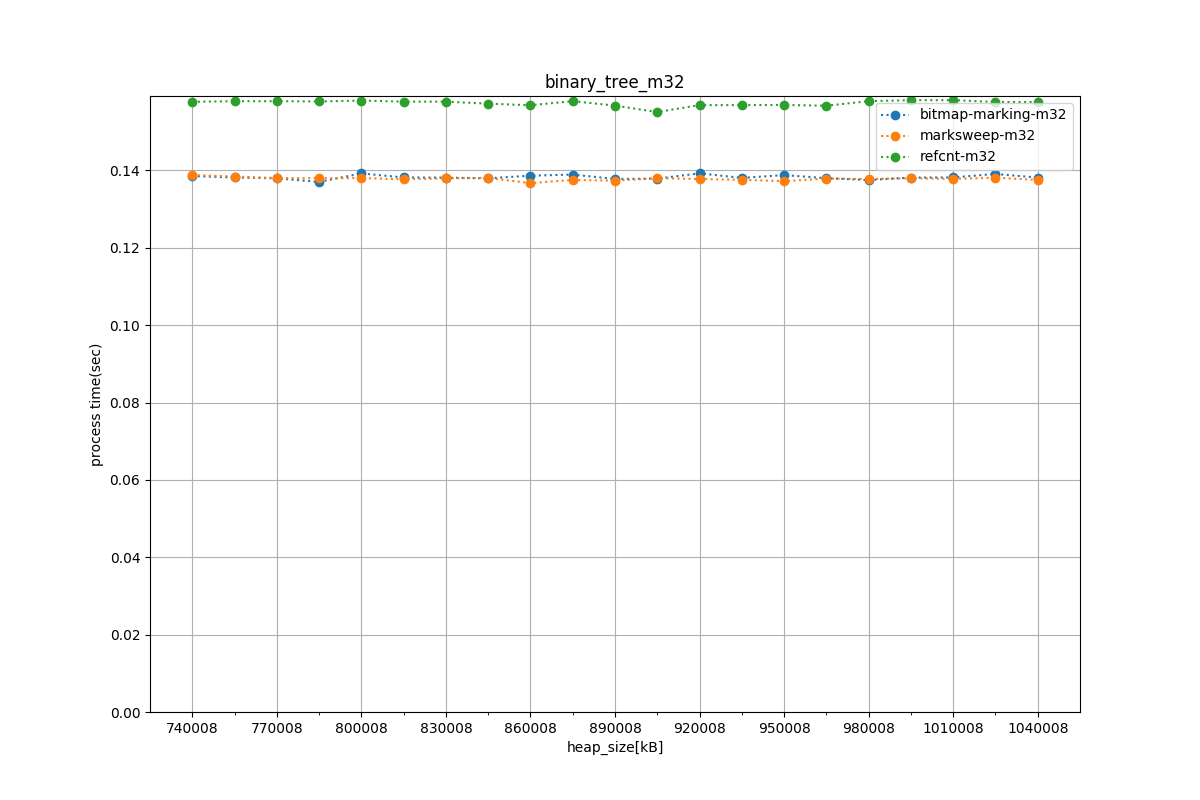 binary_tree_m32
bitmap-marking-m32
marksweep-m32
refcnt-m32
process time(sec)
0.14
0.12
0.10
0.08
0.06
0.04
0.02
0.00
740008 770008 800008 830008 860008 890008 920008 950008 980008 1010008 1040008
heap_size[kB]